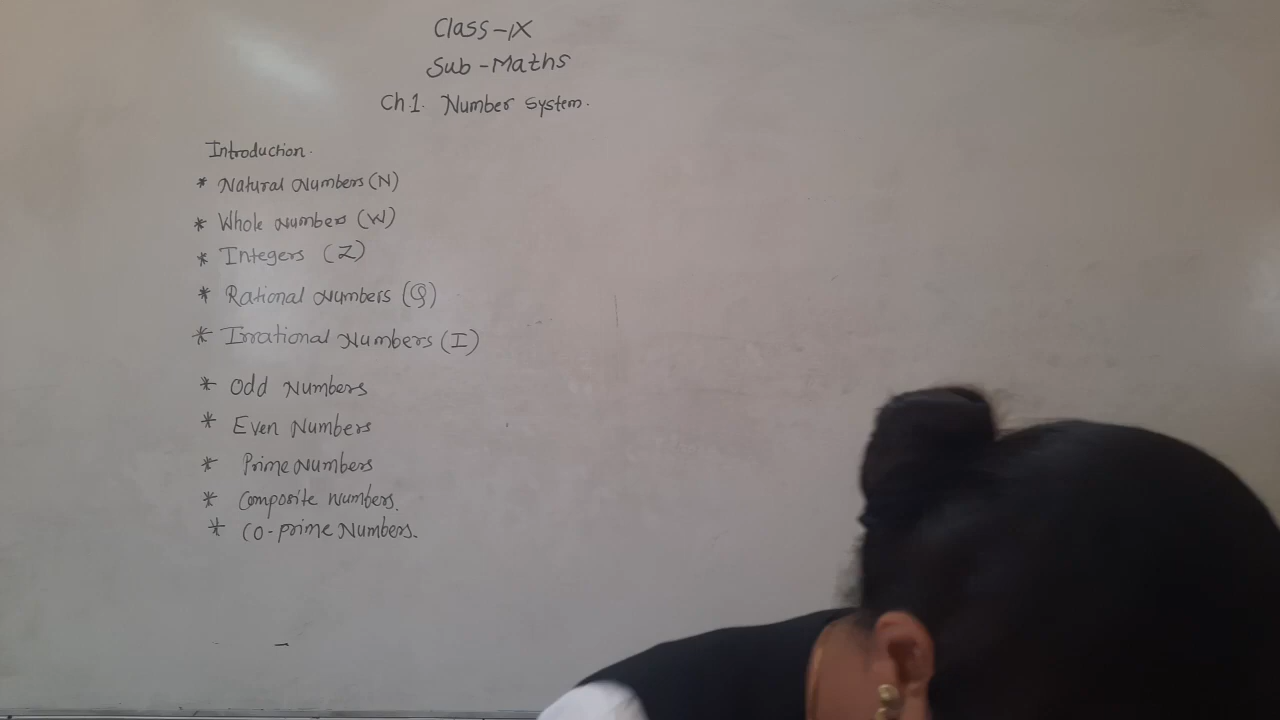 Class-IX
Sub-Maths
Ch.1. Number System.
Introduction.
* Natural Numbers (N)
* Whole Numbers (W)
* Integers (Z)
* Rational Numbers (Q)
* Irrational Numbers (I)
* Odd Numbers
* Even Numbers
* Prime Numbers
* Composite Numbers.
* Co-prime Numbers.